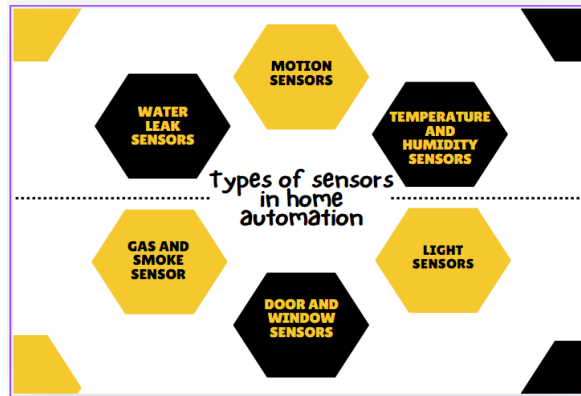 MOTION
SENSORS
WATER
LEAK
SENSORS
TEMPERATURE
AND
HUMIDITY
SENSORS
Types of sensors
in home
automation
GAS AND
SMOKE
SENSOR
LIGHT
SENSORS
DOOR AND
WINDOW
SENSORS